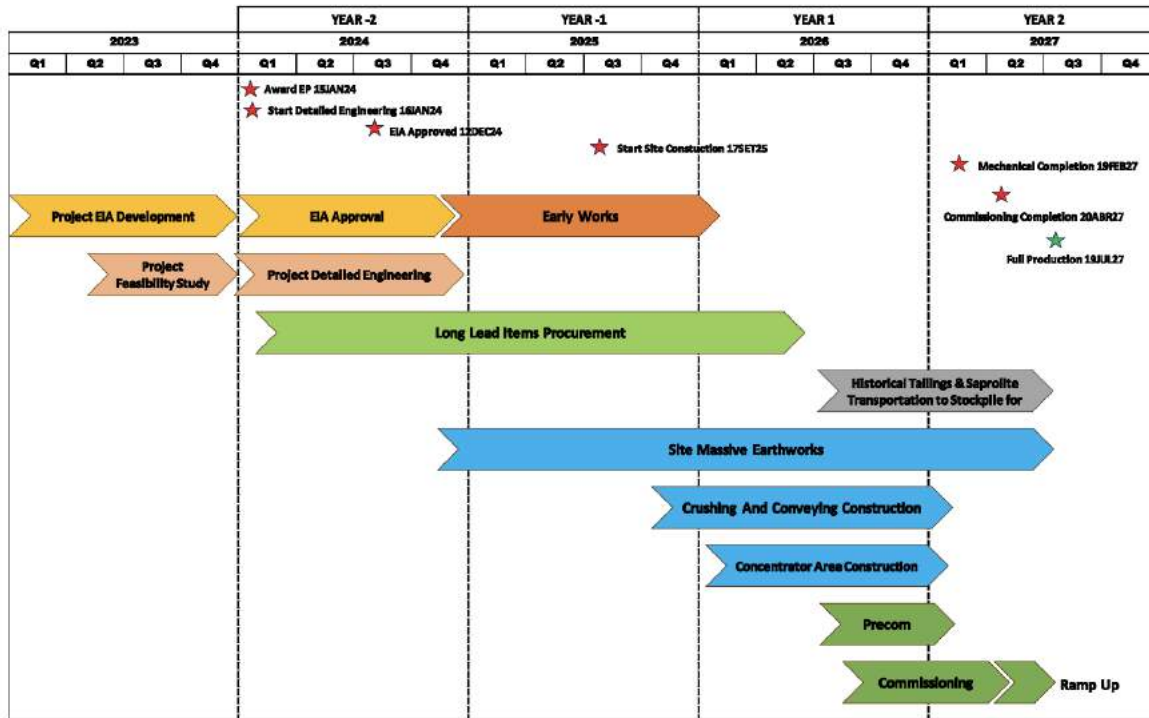 YEAR -2 YEAR -1 YEAR 1 YEAR 2
2023 2024 2025 2026 2027
Q1 Q2 Q3 Q4 Q1 Q2 Q3 Q4 Q1 Q2 Q3 Q4 Q1 Q2 Q3 Q4 Q1 Q2 Q3 Q4
Award EP 15JAN24
Start Detailed Engineering 16JAN24
EIA Approved 12DEC24
Start Site Constuction 17SET25
Mechanical Completion 19FEB27
Commissioning Completion 20ABR27
Full Production 19JUL27
Project EIA Development
EIA Approval
Early Works
Project
Feasibility Study
Project Detailed Engineering
Long Lead Items Procurement
Historical Tailings & Saprolite
Transportation to Stockpile for
Site Massive Earthworks
Crushing And Conveying Construction
Concentrator Area Construction
Precom
Commissioning
Ramp Up